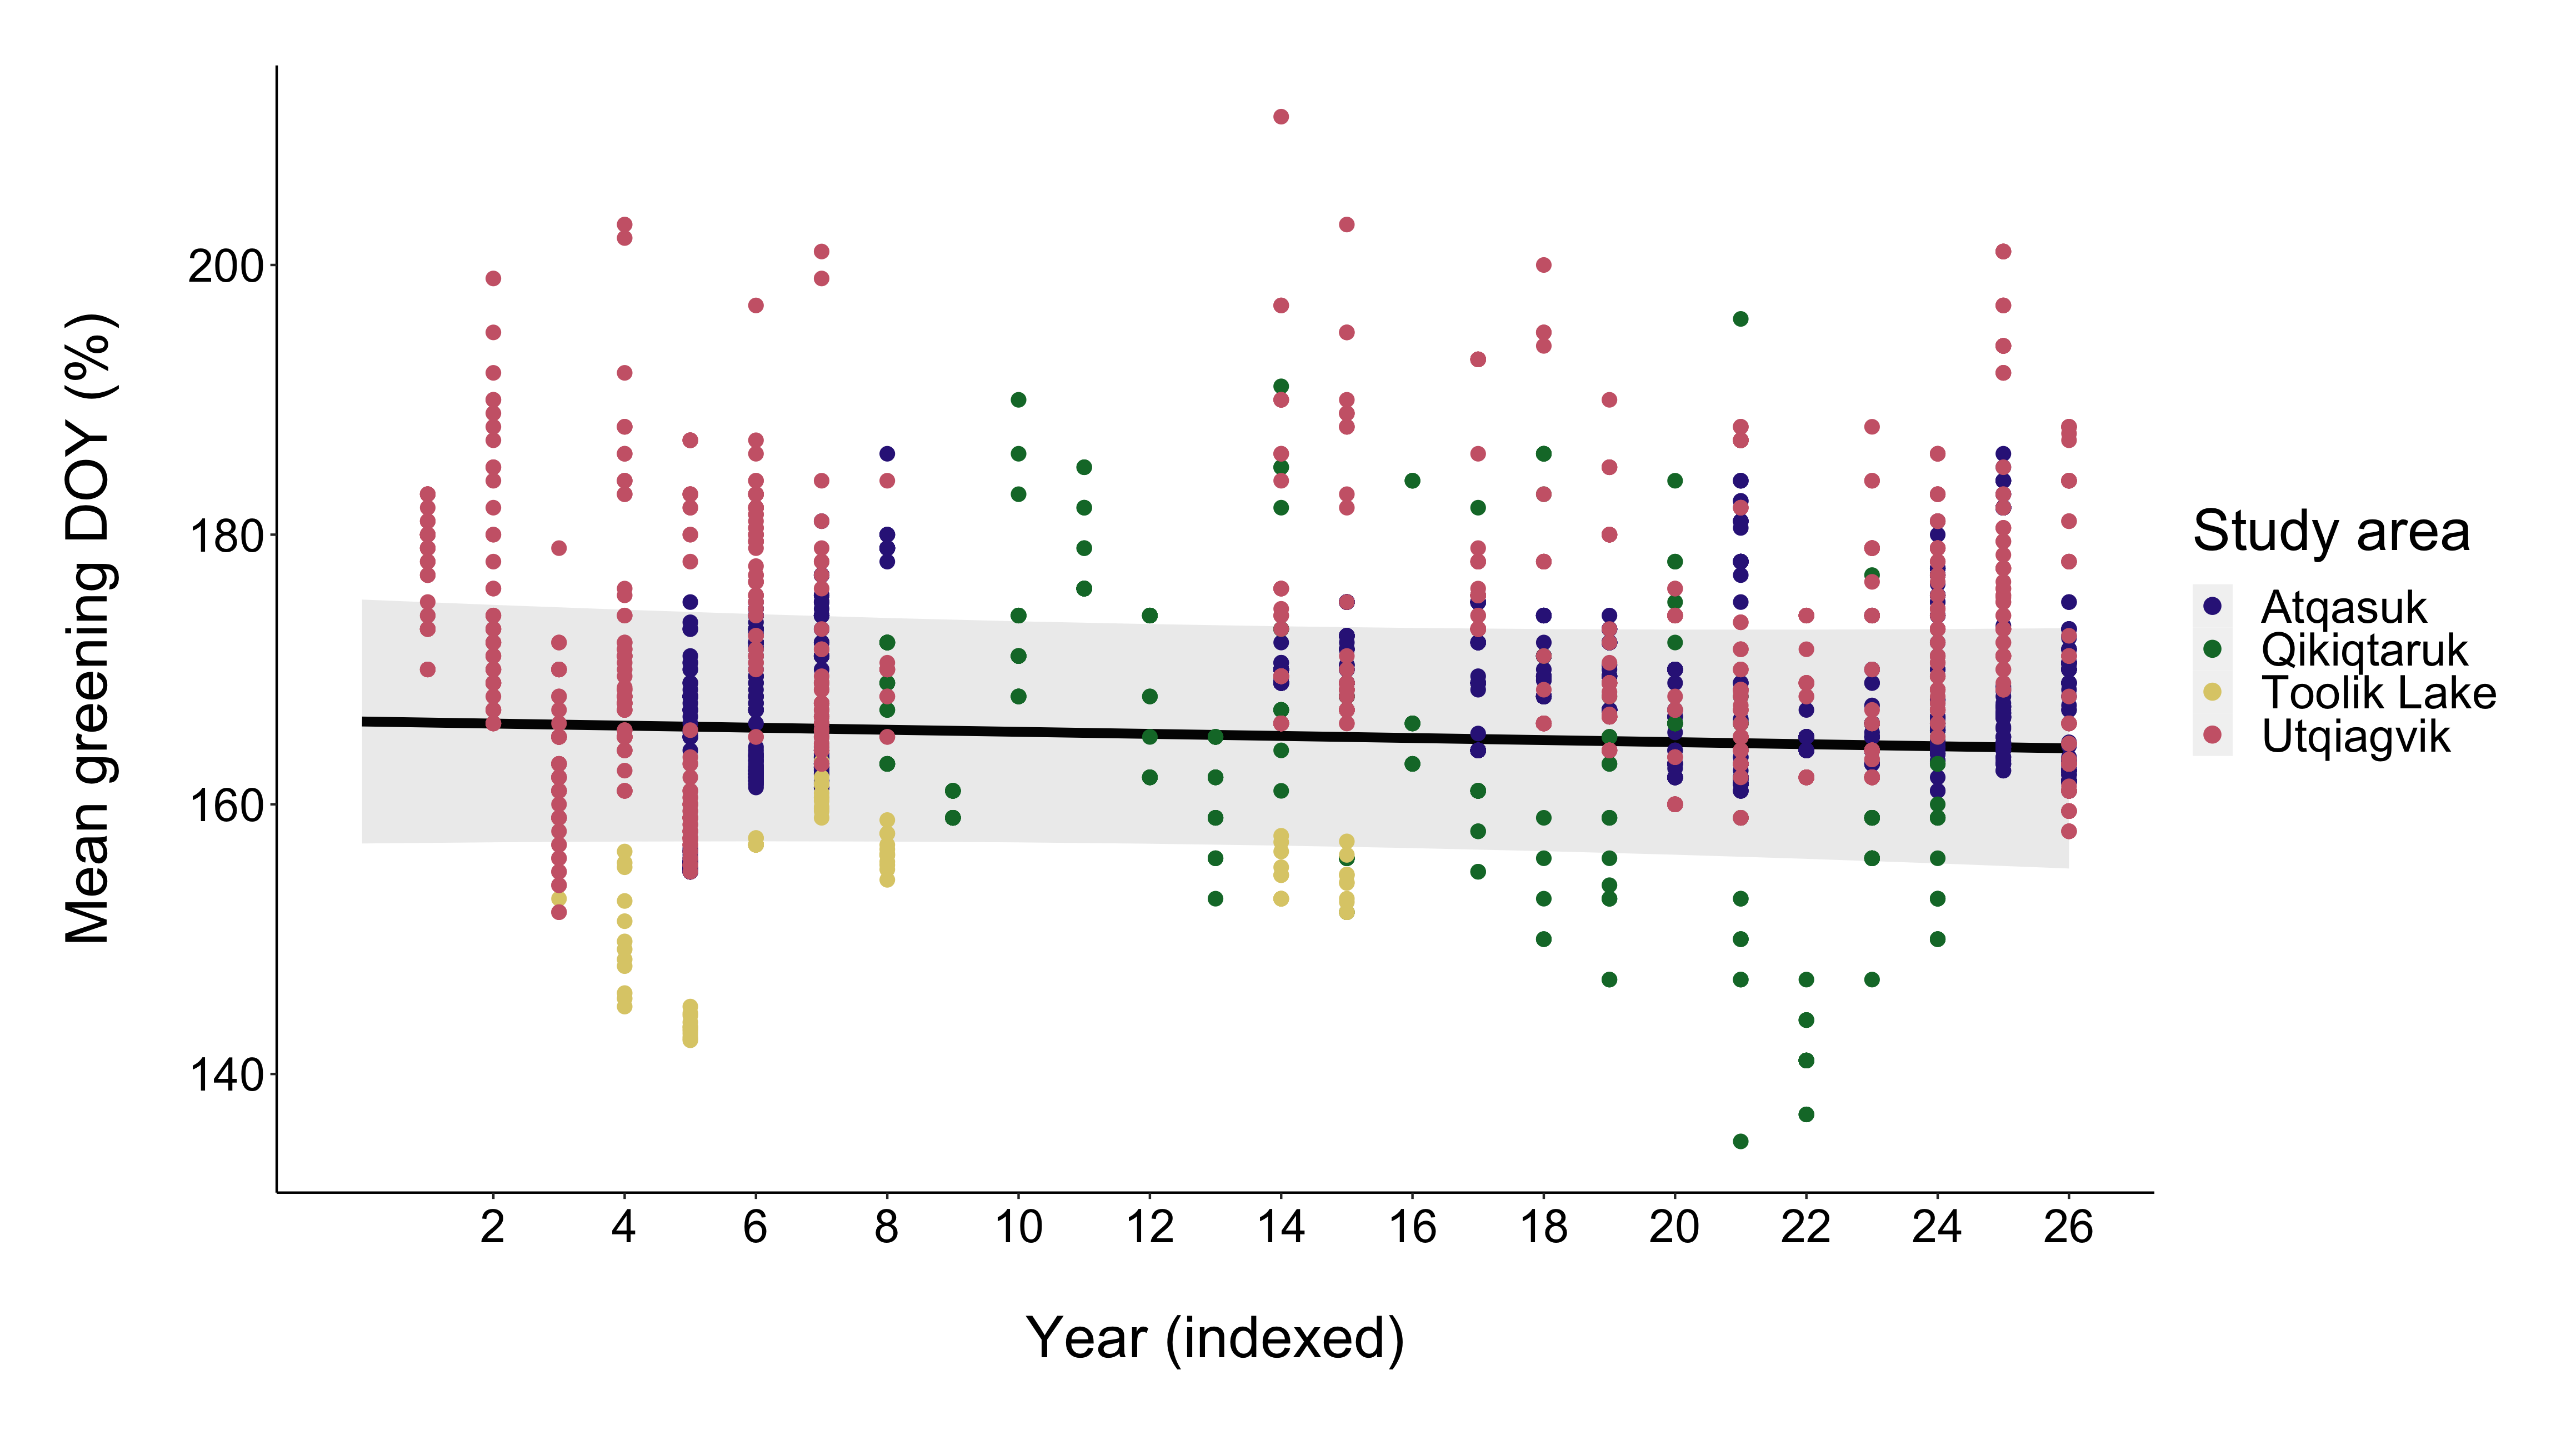 Mean greening DOY (%)
200
180
160
140
2 4 6 8 10 12 14 16 18 20 22 24 26
Year (indexed)
Study area
Atqasuk
Qikiqtaruk
Toolik Lake
Utqiagvik